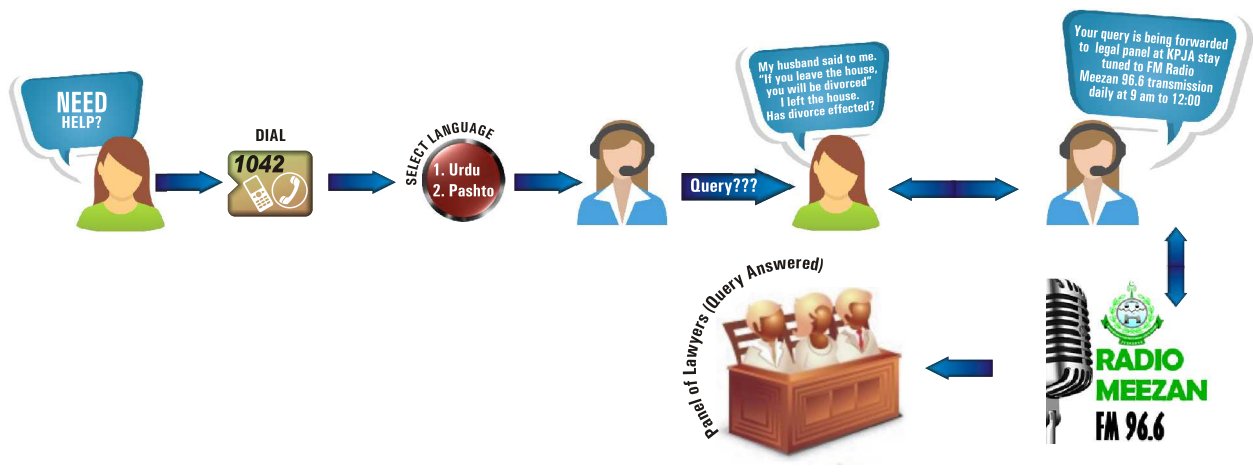 NEED
HELP?
DIAL
1042
SELECT LANGUAGE
1. Urdu
2. Pashto
Query???
My husband said to me.
"If you leave the house,
you will be divorced"
I left the house.
Has divorce effected?
Your query is being forwarded
to legal panel at KPJA stay
tuned to FM Radio
Meezan 96.6 transmission
daily at 9 am to 12:00
RADIO
MEEZAN
FM 96.6
Panel of Lawyers (Query Answered)